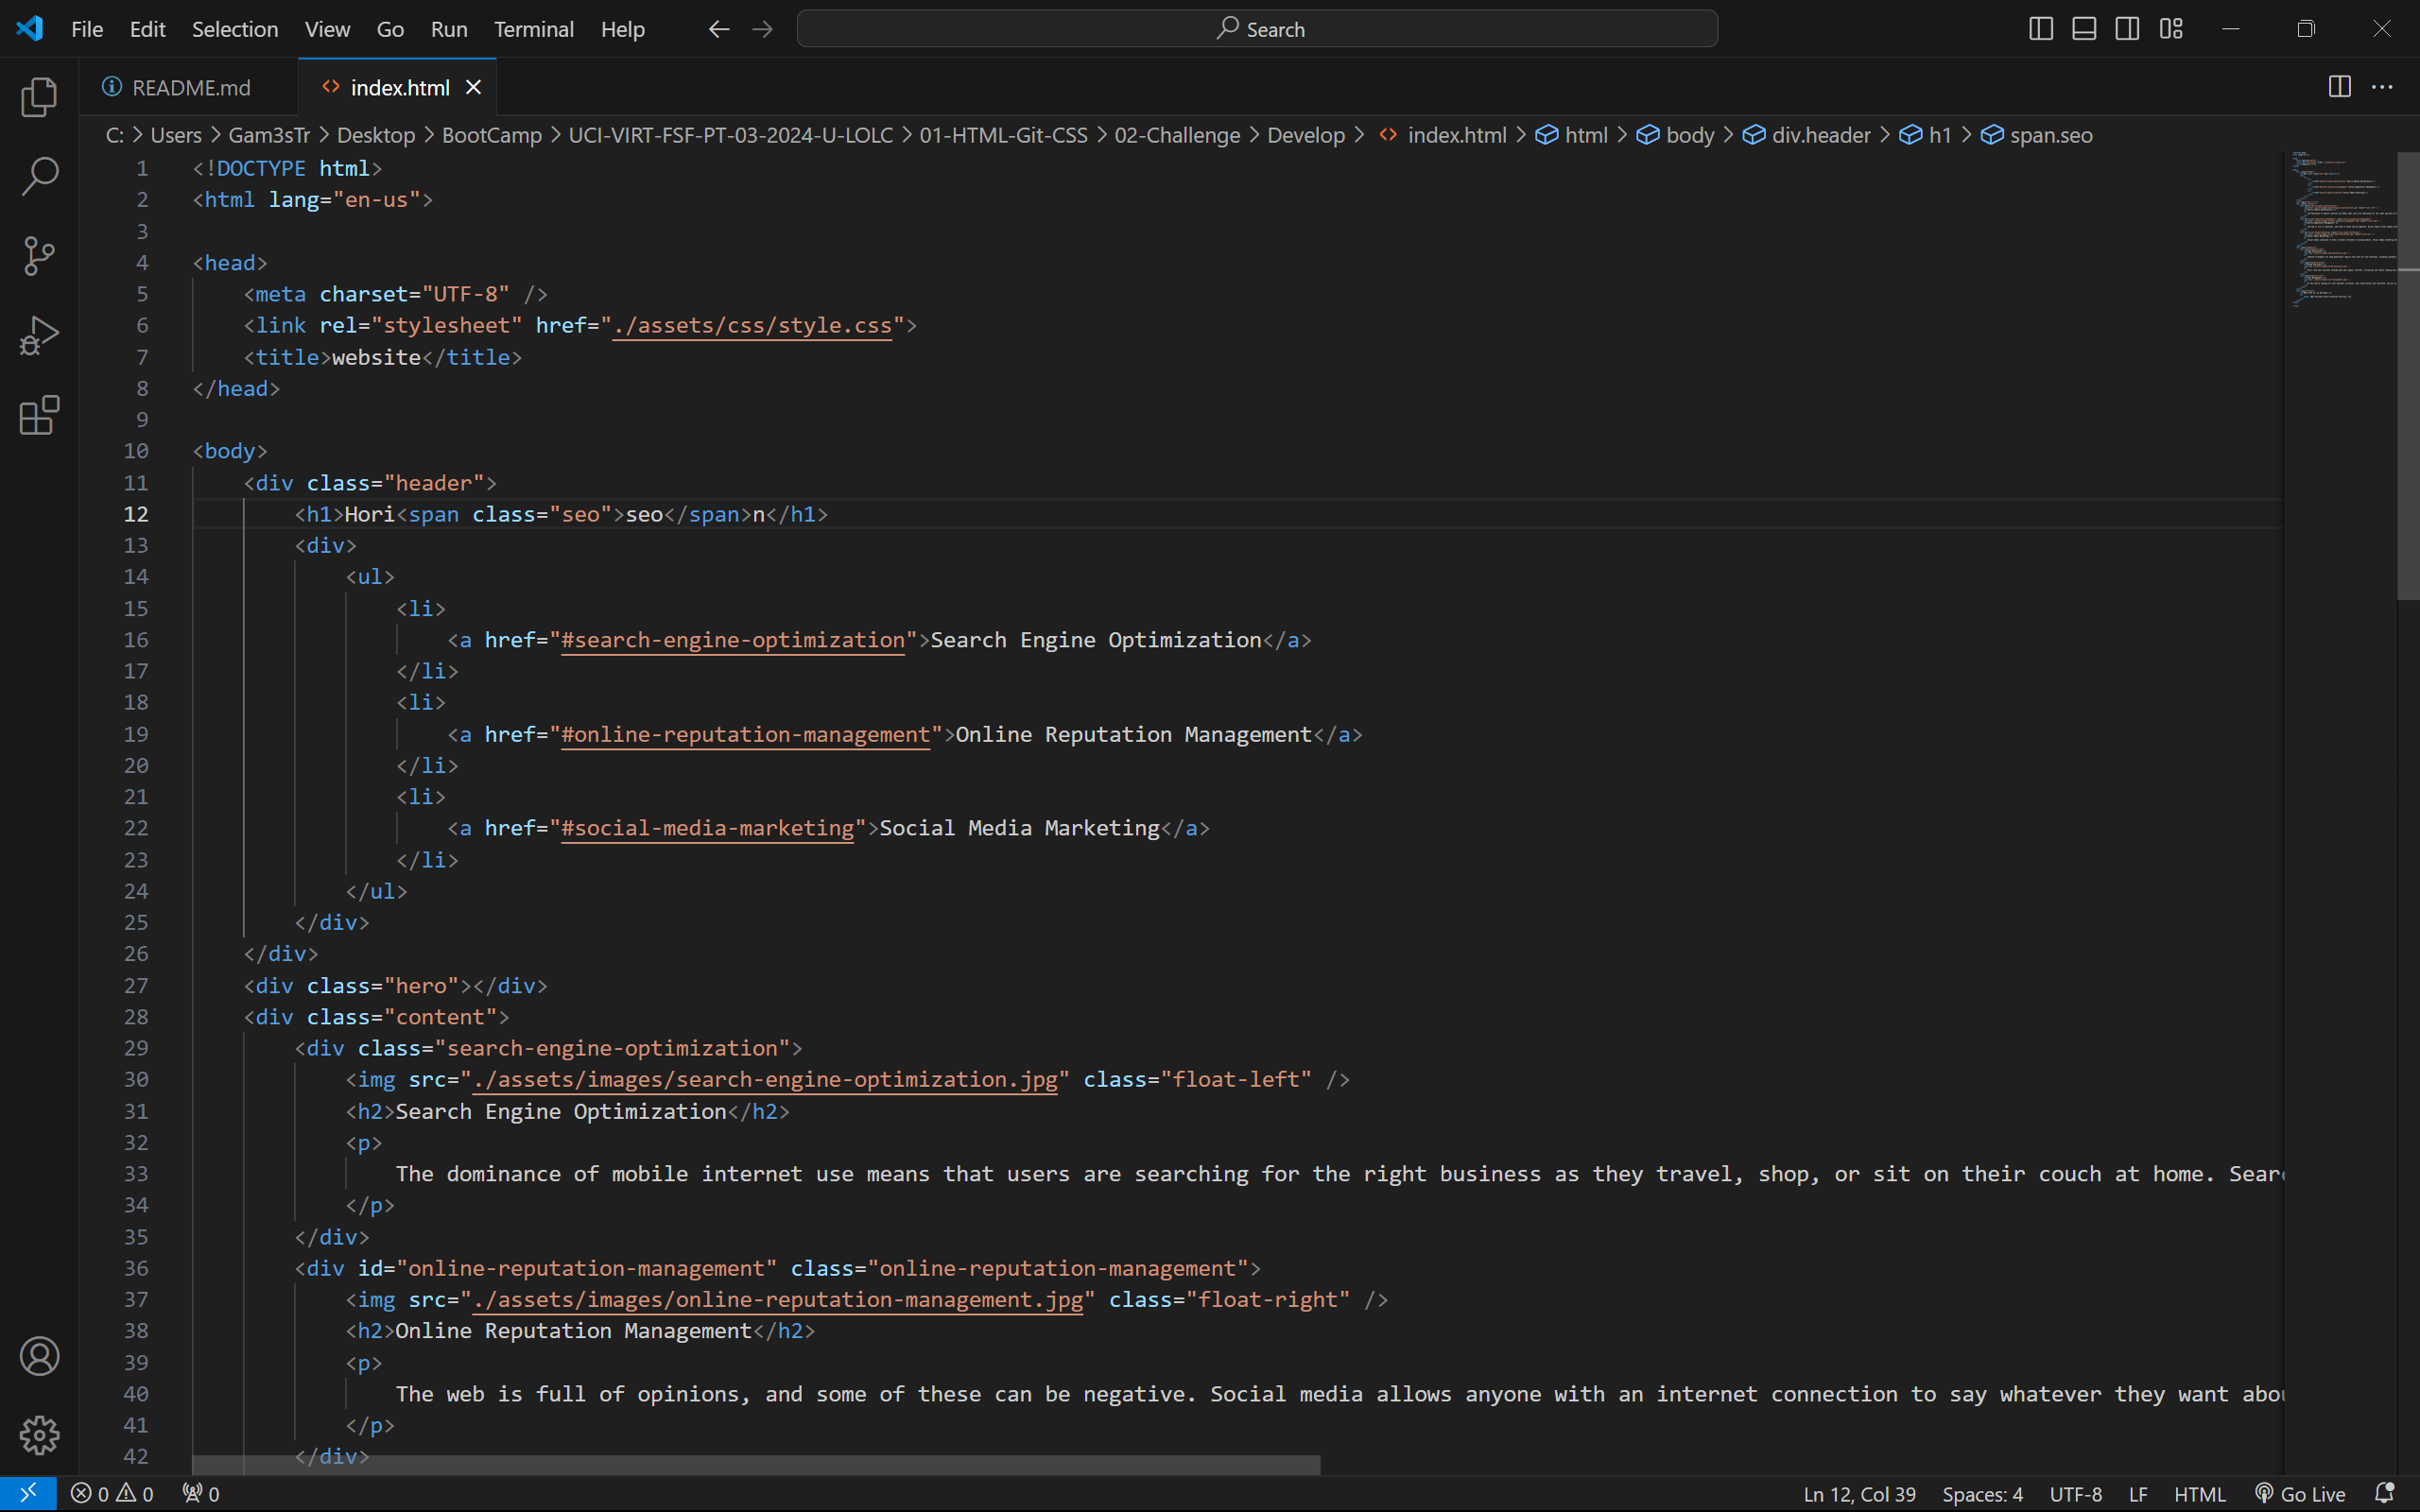 File Edit Selection View Go Run Terminal Help Search
README.md index.html
C: > Users > Gam3sTr > Desktop > BootCamp > UCI-VIRT-FSF-PT-03-2024-U-LOLC > 01-HTML-Git-CSS > 02-Challenge > Develop > index.html > html > body > div.header > h1 > span.seo
1 <!DOCTYPE html>
2 <html lang="en-us">
3
4 <head>
5 <meta charset="UTF-8" />
6 <link rel="stylesheet" href="./assets/css/style.css">
7 <title>website</title>
8 </head>
9
10 <body>
11 <div class="header">
12 <h1>Hori<span class="seo">seo</span>n</h1>
13 <div>
14 <ul>
15 <li>
16 <a href="#search-engine-optimization">Search Engine Optimization</a>
17 </li>
18 <li>
19 <a href="#online-reputation-management">Online Reputation Management</a>
20 </li>
21 <li>
22 <a href="#social-media-marketing">Social Media Marketing</a>
23 </li>
24 </ul>
25 </div>
26 </div>
27 <div class="hero"></div>
28 <div class="content">
29 <div class="search-engine-optimization">
30 <img src="./assets/images/search-engine-optimization.jpg" class="float-left" />
31 <h2>Search Engine Optimization</h2>
32 <p>
33 The dominance of mobile internet use means that users are searching for the right business as they travel, shop, or sit on their couch at home.
34 </p>
35 </div>
36 <div id="online-reputation-management" class="online-reputation-management">
37 <img src="./assets/images/online-reputation-management.jpg" class="float-right" />
38 <h2>Online Reputation Management</h2>
39 <p>
40 The web is full of opinions, and some of these can be negative. Social media allows anyone with an internet connection to say whatever they want
41 </p>
42 </div>
0 0 0 Ln 12, Col 39 Spaces: 4 UTF-8 LF HTML Go Live